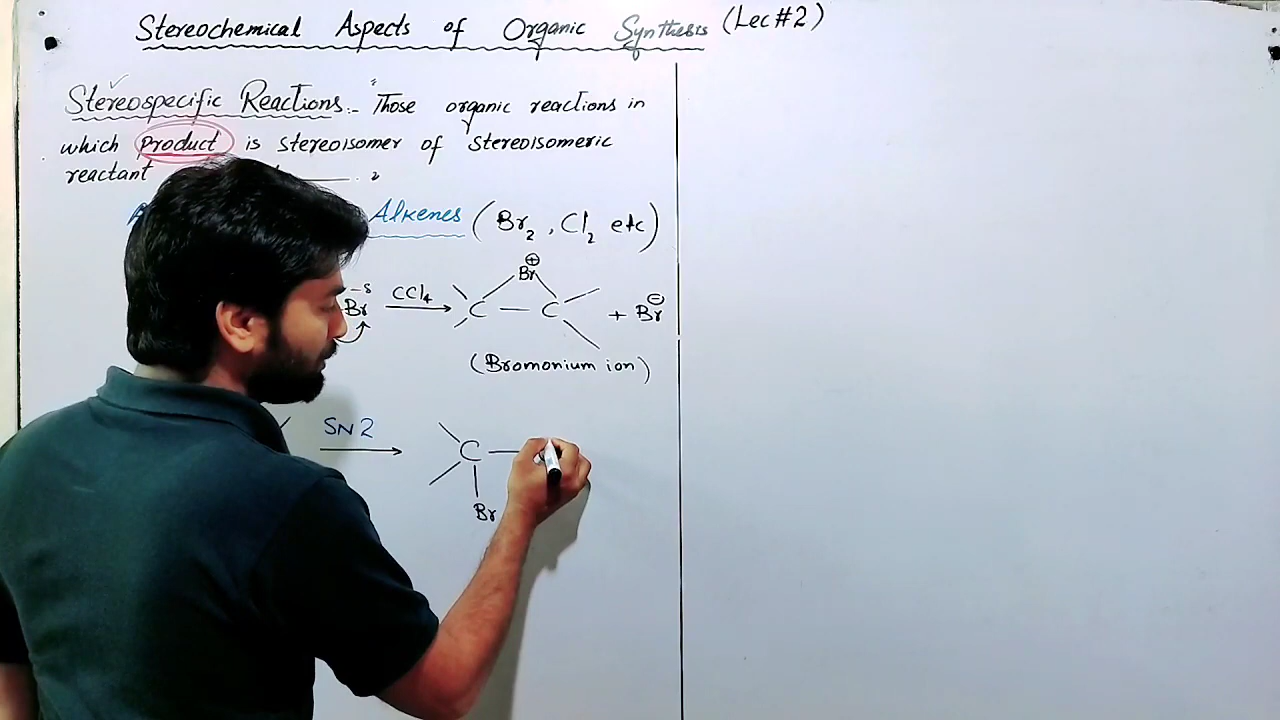 Stereochemical Aspects of Organic Synthesis (Lec#2)
Stereospecific Reactions:- "Those organic reactions in
which product is stereoisomer of stereoisomeric
reactant
Alkenes (Br₂, Cl₂ etc)
-δ Br CCl₄ C — C Br ⊕ + Br ⊖
(Bromonium ion)
SN2 C
Br